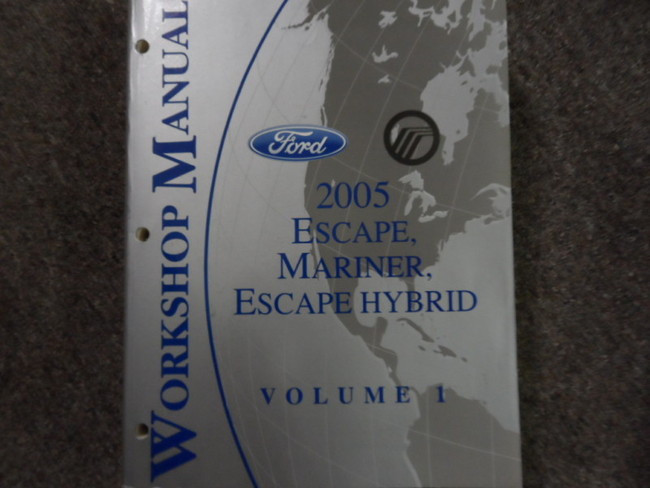 WORKSHOP MANUAL
Ford
2005
ESCAPE,
MARINER,
ESCAPE HYBRID
VOLUME 1